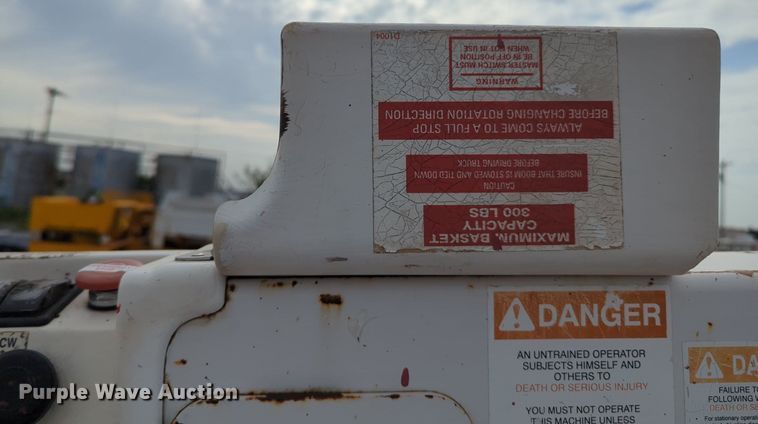 D1004
WARNING
MASTER SWITCH MUST
BE IN OFF POSITION
WHEN NOT IN USE
ALWAYS COME TO A FULL STOP
BEFORE CHANGING ROTATION DIRECTION
CAUTION
INSURE THAT BOOM IS STOWED AND TIED DOWN
BEFORE DRIVING TRUCK
MAXIMUN. BASKET
CAPACITY
300 LBS
DANGER
AN UNTRAINED OPERATOR
SUBJECTS HIMSELF AND
OTHERS TO
DEATH OR SERIOUS INJURY
YOU MUST NOT OPERATE
THIS MACHINE UNLESS
DA
FAILURE
FOLLOWING
DEATH OR
For stationary
CW
Purple Wave Auction